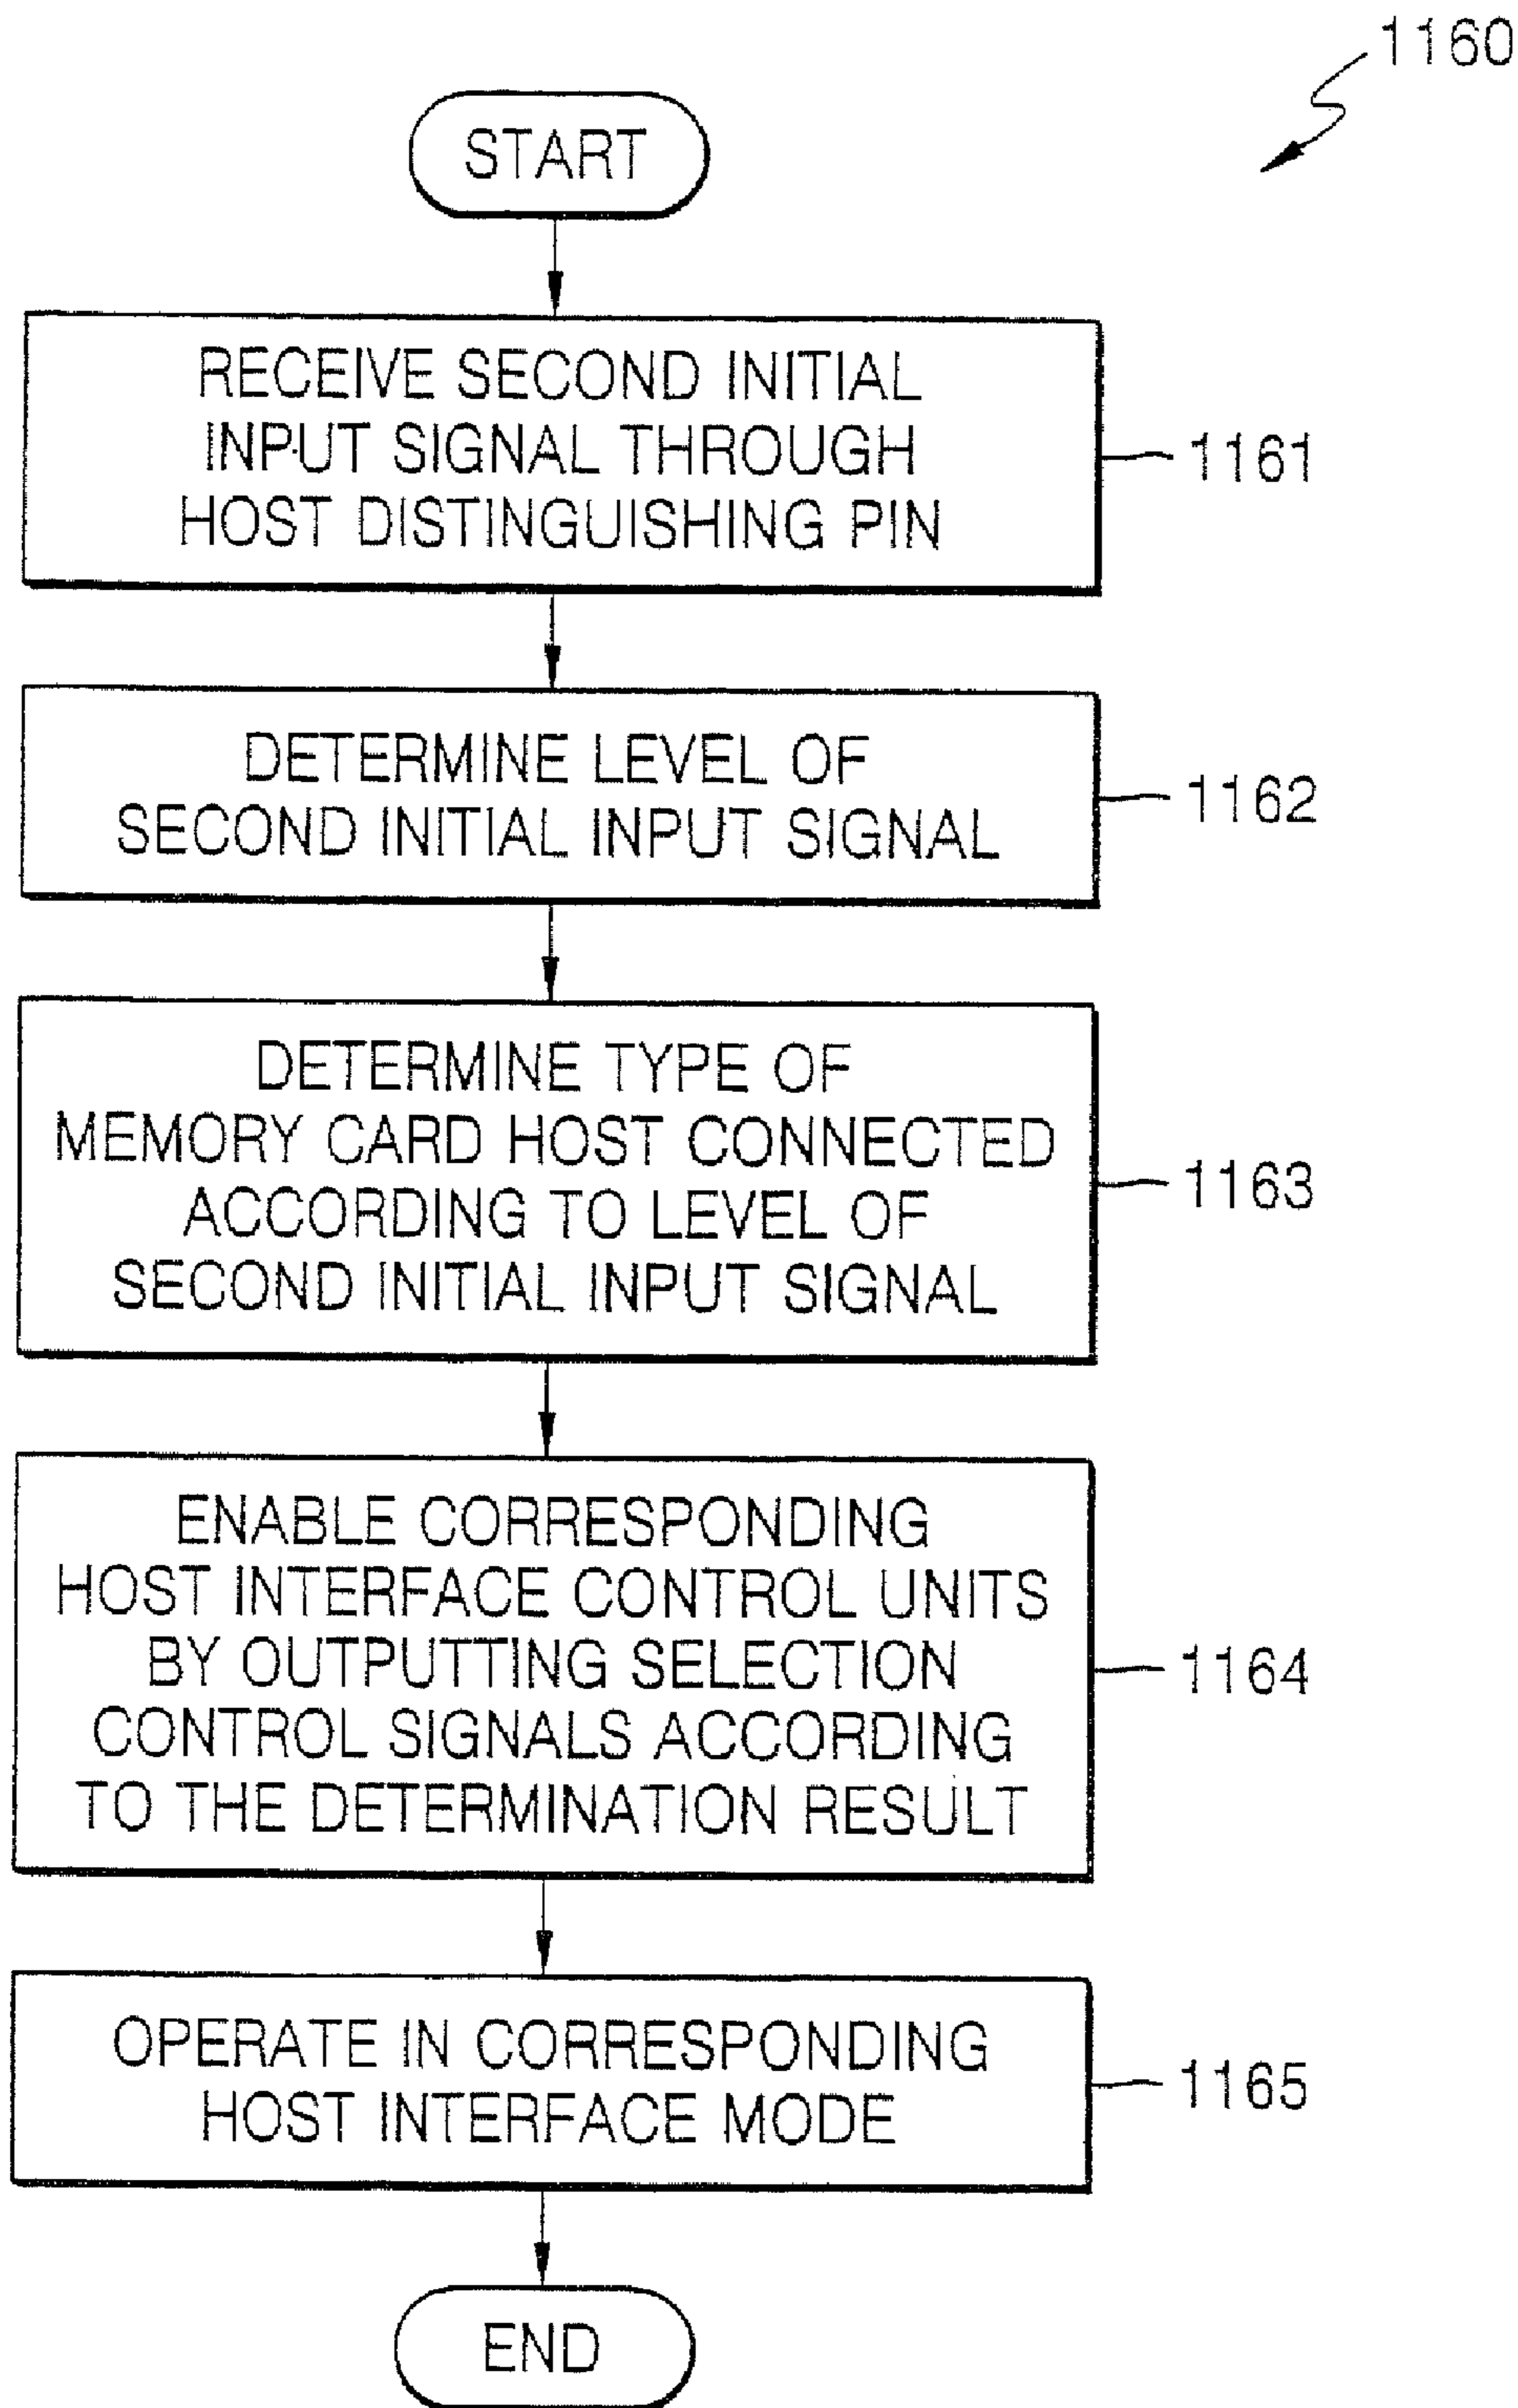 1160
START
RECEIVE SECOND INITIAL
INPUT SIGNAL THROUGH
HOST DISTINGUISHING PIN
1161
DETERMINE LEVEL OF
SECOND INITIAL INPUT SIGNAL
1162
DETERMINE TYPE OF
MEMORY CARD HOST CONNECTED
ACCORDING TO LEVEL OF
SECOND INITIAL INPUT SIGNAL
1163
ENABLE CORRESPONDING
HOST INTERFACE CONTROL UNITS
BY OUTPUTTING SELECTION
CONTROL SIGNALS ACCORDING
TO THE DETERMINATION RESULT
1164
OPERATE IN CORRESPONDING
HOST INTERFACE MODE
1165
END